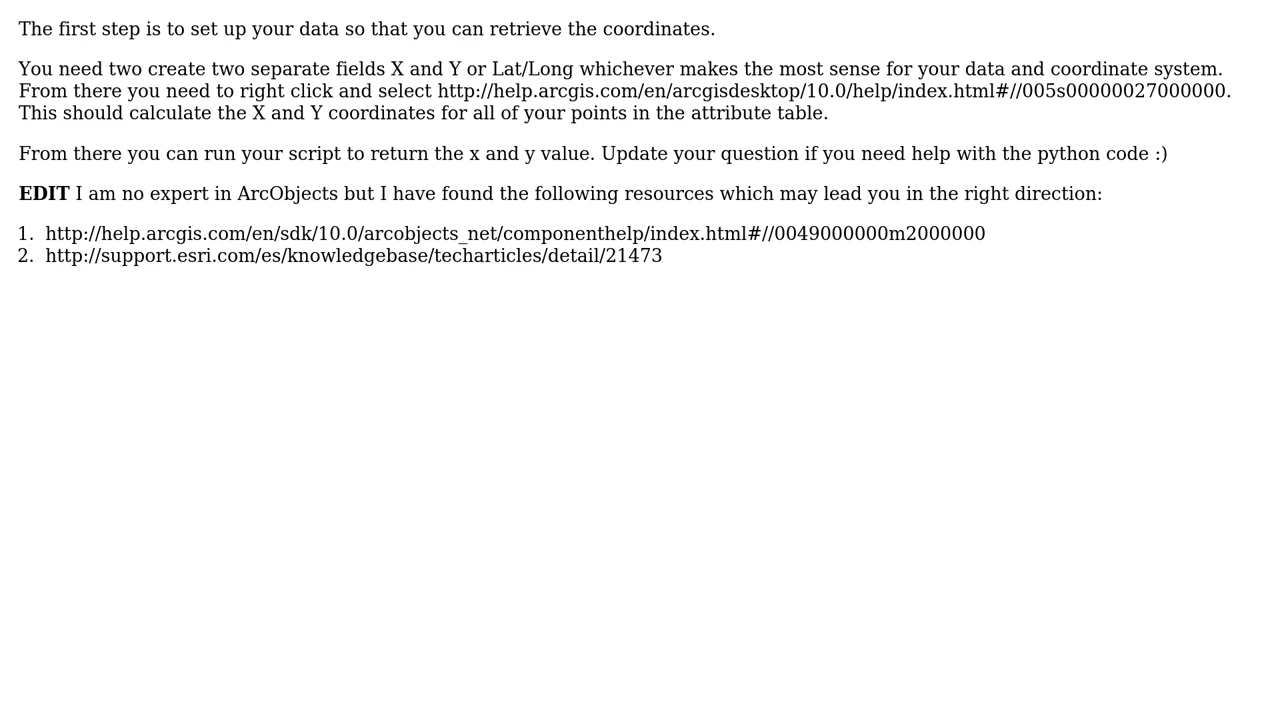 The first step is to set up your data so that you can retrieve the coordinates.
You need two create two separate fields X and Y or Lat/Long whichever makes the most sense for your data and coordinate system.
From there you need to right click and select http://help.arcgis.com/en/arcgisdesktop/10.0/help/index.html#//005s00000027000000.
This should calculate the X and Y coordinates for all of your points in the attribute table.
From there you can run your script to return the x and y value. Update your question if you need help with the python code :)
EDIT I am no expert in ArcObjects but I have found the following resources which may lead you in the right direction:
1. http://help.arcgis.com/en/sdk/10.0/arcobjects_net/componenthelp/index.html#//0049000000m2000000
2. http://support.esri.com/es/knowledgebase/techarticles/detail/21473